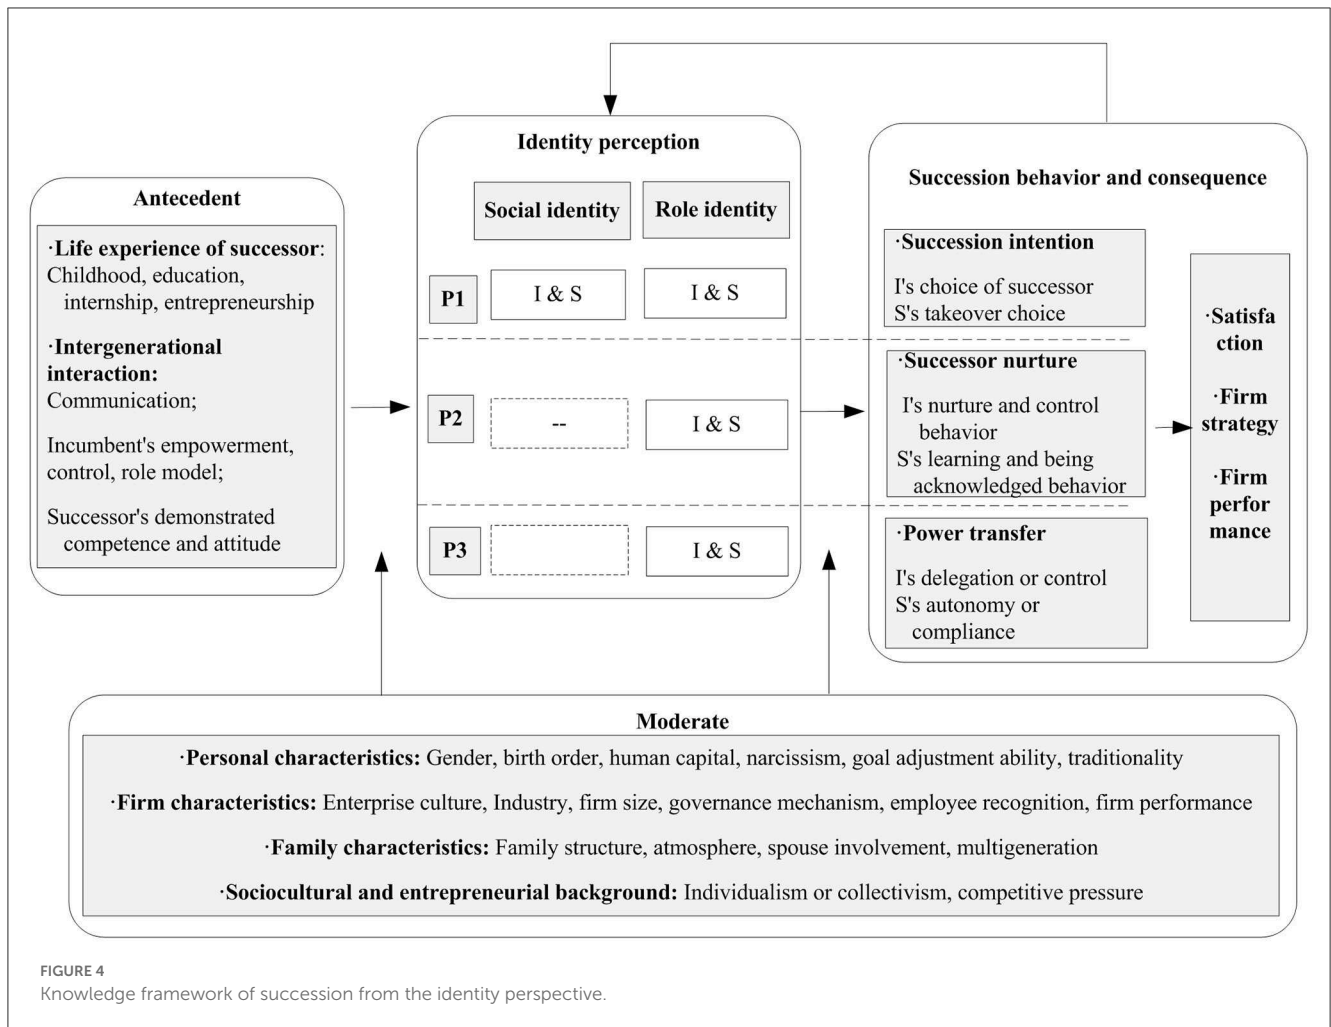 Antecedent
·Life experience of successor:
Childhood, education,
internship, entrepreneurship
·Intergenerational
interaction:
Communication;
Incumbent's empowerment,
control, role model;
Successor's demonstrated
competence and attitude
Identity perception
Social identity
Role identity
P1
I & S
I & S
P2
--
I & S
P3
I & S
Succession behavior and consequence
·Succession intention
I's choice of successor
S's takeover choice
·Successor nurture
I's nurture and control
behavior
S's learning and being
acknowledged behavior
·Power transfer
I's delegation or control
S's autonomy or
compliance
·Satisfa
ction
·Firm
strategy
·Firm
perfor
mance
Moderate
·Personal characteristics: Gender, birth order, human capital, narcissism, goal adjustment ability, traditionality
·Firm characteristics: Enterprise culture, Industry, firm size, governance mechanism, employee recognition, firm performance
·Family characteristics: Family structure, atmosphere, spouse involvement, multigeneration
·Sociocultural and entrepreneurial background: Individualism or collectivism, competitive pressure
FIGURE 4
Knowledge framework of succession from the identity perspective.